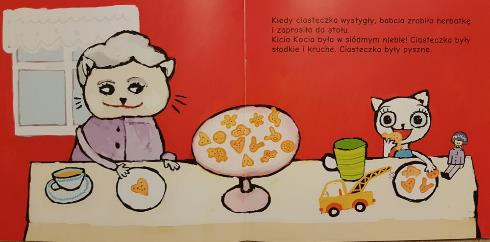 Kiedy ciasteczka wystygły, babcia zrobiła herbatkę
i zaprosiła do stołu.
Kicia Kocia była w siódmym niebie! Ciasteczka były
słodkie i kruche. Ciasteczka były pyszne.